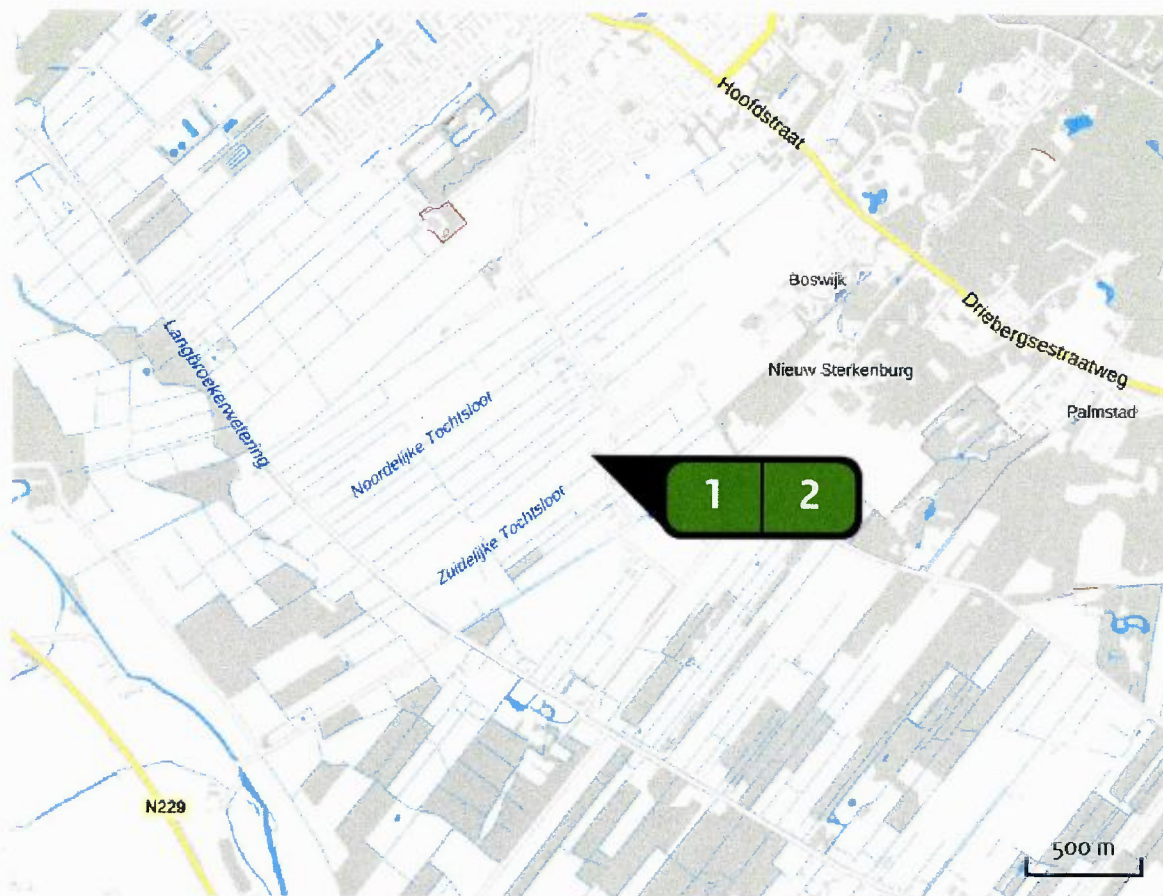 Hoofdstraat
Boswijk
Driebergsestraatweg
Langbroekerwetering
Nieuw Sterkenburg
Palmstad
Noordelijke Tochtsloot
1 2
Zuidelijke Tochtsloot
N229
500 m